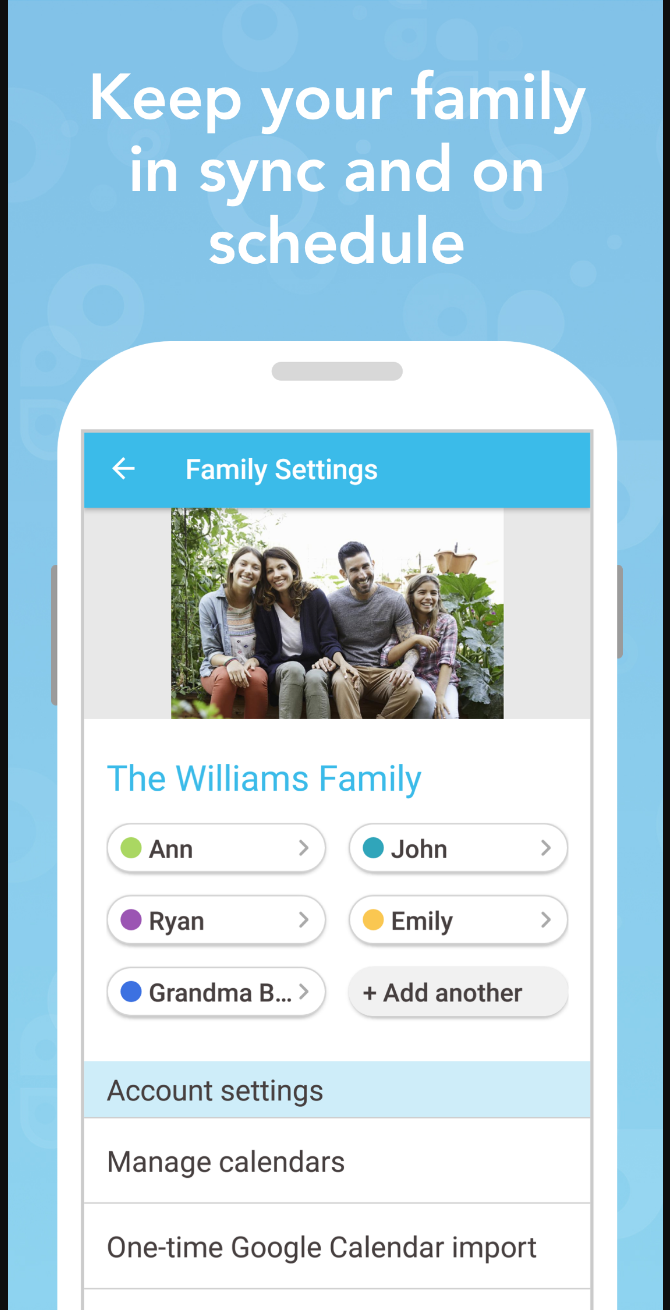 Keep your family
in sync and on
schedule
Family Settings
The Williams Family
Ann
John
Ryan
Emily
Grandma B...
+ Add another
Account settings
Manage calendars
One-time Google Calendar import